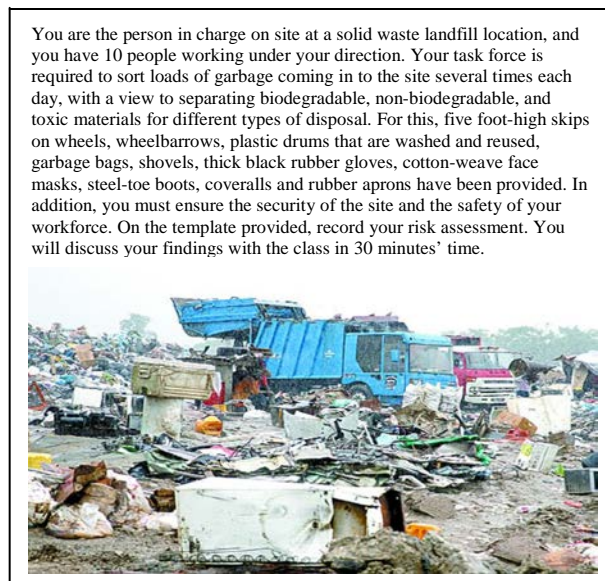 You are the person in charge on site at a solid waste landfill location, and
you have 10 people working under your direction. Your task force is
required to sort loads of garbage coming in to the site several times each
day, with a view to separating biodegradable, non-biodegradable, and
toxic materials for different types of disposal. For this, five foot-high skips
on wheels, wheelbarrows, plastic drums that are washed and reused,
garbage bags, shovels, thick black rubber gloves, cotton-weave face
masks, steel-toe boots, coveralls and rubber aprons have been provided. In
addition, you must ensure the security of the site and the safety of your
workforce. On the template provided, record your risk assessment. You
will discuss your findings with the class in 30 minutes’ time.